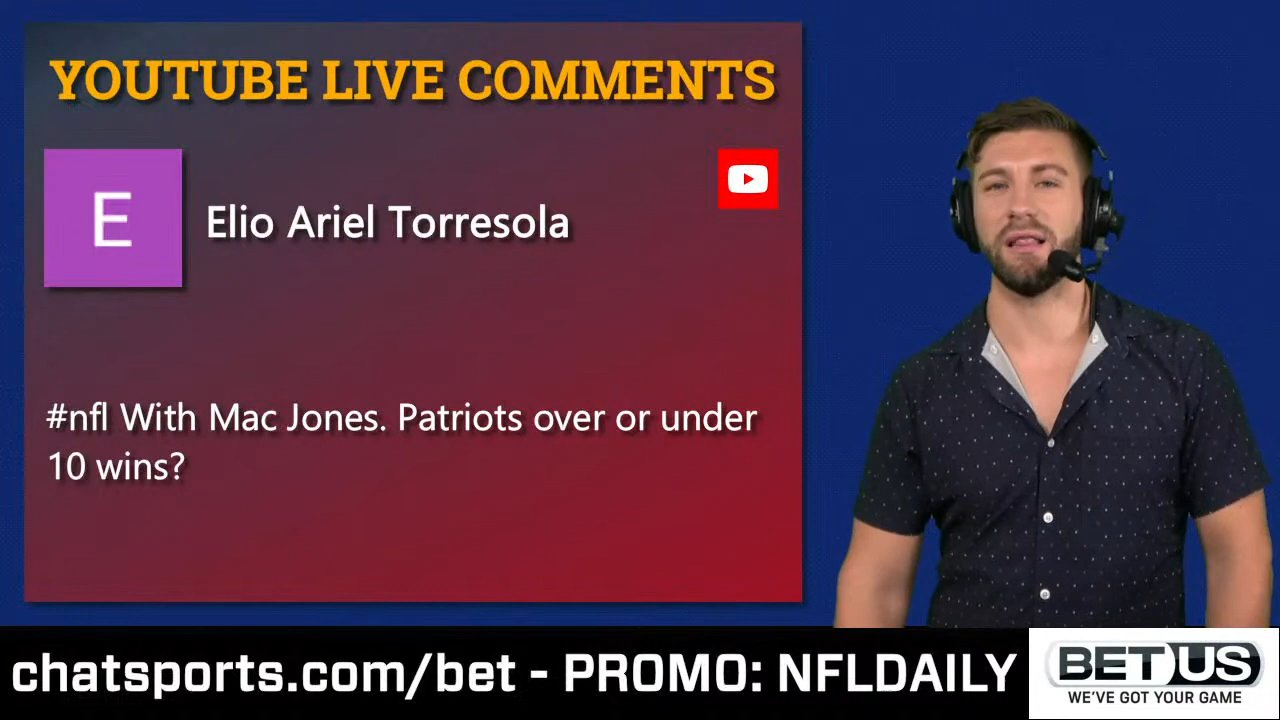 YOUTUBE LIVE COMMENTS
E
Elio Ariel Torresola
#nfl With Mac Jones. Patriots over or under
10 wins?
chatsports.com/bet - PROMO: NFLDAILY
BETUS
WE'VE GOT YOUR GAME